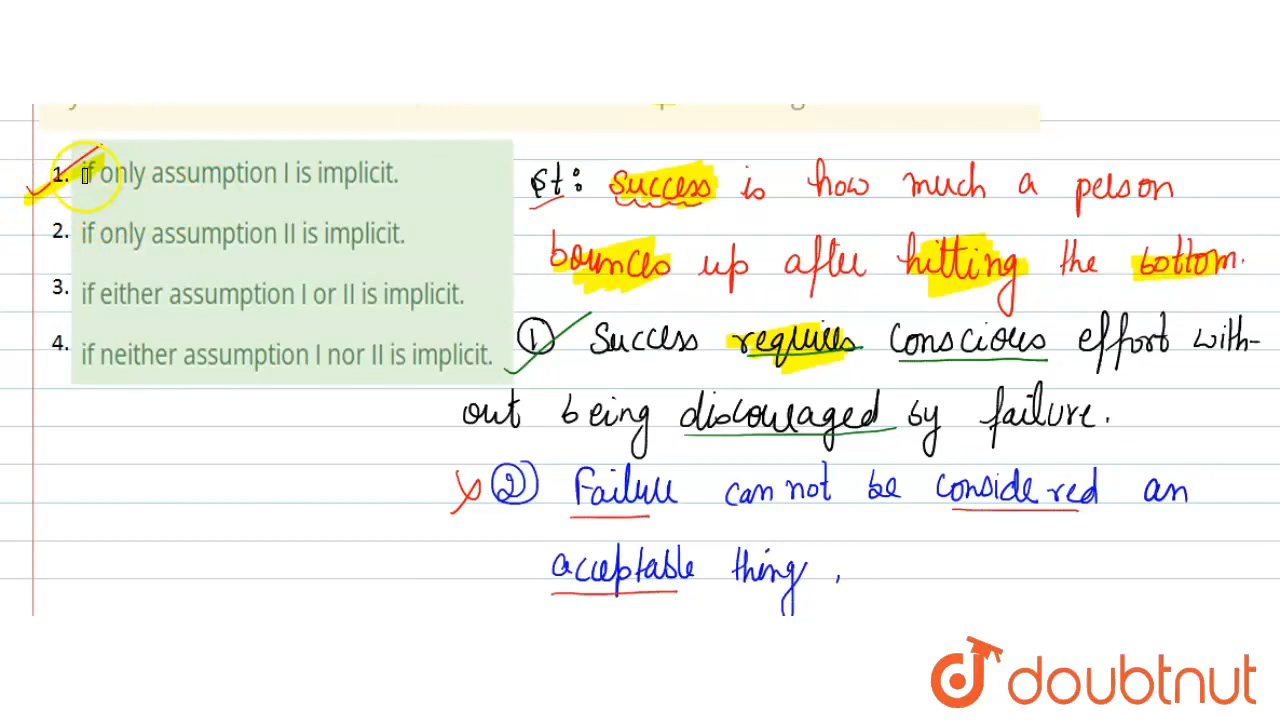 1. if only assumption I is implicit.
2. if only assumption II is implicit.
3. if either assumption I or II is implicit.
4. if neither assumption I nor II is implicit.
St: Success is how much a person
bounces up after hitting the bottom.
① Success requires conscious effort with-
out being discouraged by failure.
② Failure can not be considered an
acceptable thing.
doubtnut